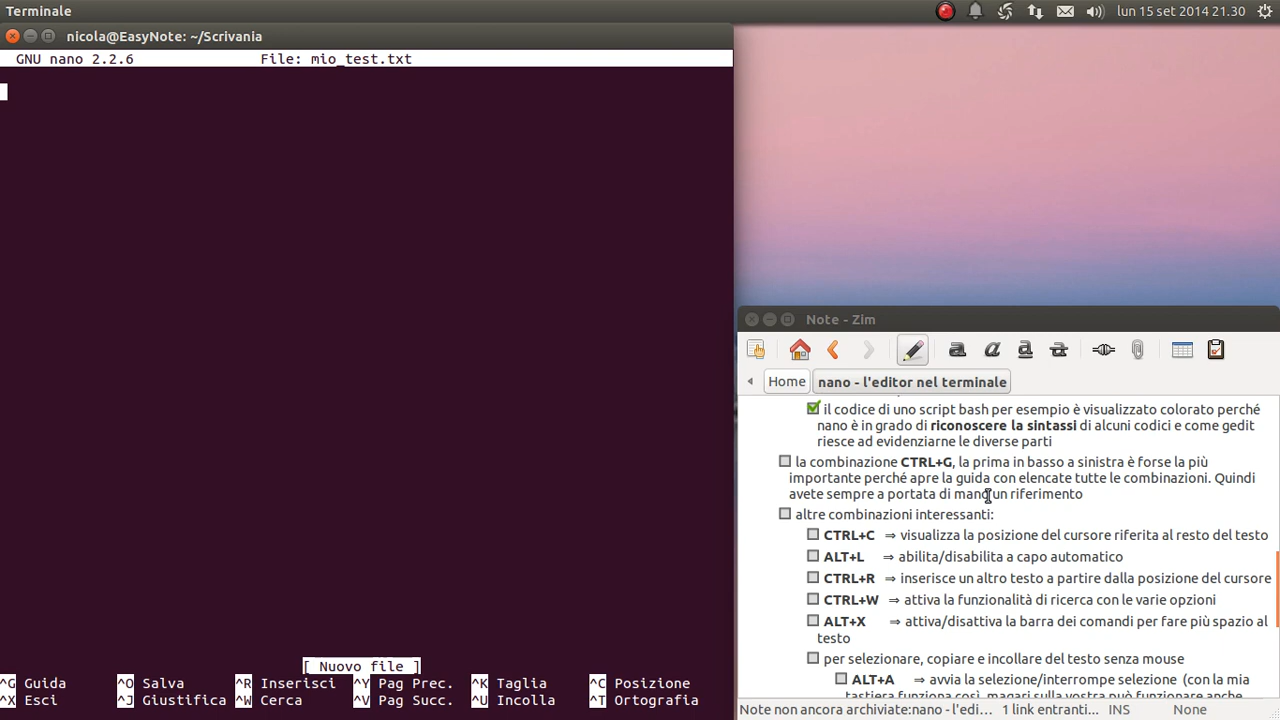 Terminale
lun 15 set 2014 21.30
nicola@EasyNote: ~/Scrivania
GNU nano 2.2.6 File: mio_test.txt
[ Nuovo file ]
^G Guida ^O Salva ^R Inserisci ^Y Pag Prec. ^K Taglia ^C Posizione
^X Esci ^J Giustifica ^W Cerca ^V Pag Succ. ^U Incolla ^T Ortografia
Note - Zim
Home nano - l'editor nel terminale
il codice di uno script bash per esempio è visualizzato colorato perché
nano è in grado di riconoscere la sintassi di alcuni codici e come gedit
riesce ad evidenziarne le diverse parti
la combinazione CTRL+G, la prima in basso a sinistra è forse la più
importante perché apre la guida con elencate tutte le combinazioni. Quindi
avete sempre a portata di mano un riferimento
altre combinazioni interessanti:
CTRL+C ⇒ visualizza la posizione del cursore riferita al resto del testo
ALT+L ⇒ abilita/disabilita a capo automatico
CTRL+R ⇒ inserisce un altro testo a partire dalla posizione del cursore
CTRL+W ⇒ attiva la funzionalità di ricerca con le varie opzioni
ALT+X ⇒ attiva/disattiva la barra dei comandi per fare più spazio al
testo
per selezionare, copiare e incollare del testo senza mouse
ALT+A ⇒ avvia la selezione/interrompe selezione (con la mia
tastiera funziona così, magari sulla vostra può funzionare anche
Note non ancora archiviate:nano - l'edi... 1 link entranti... INS None